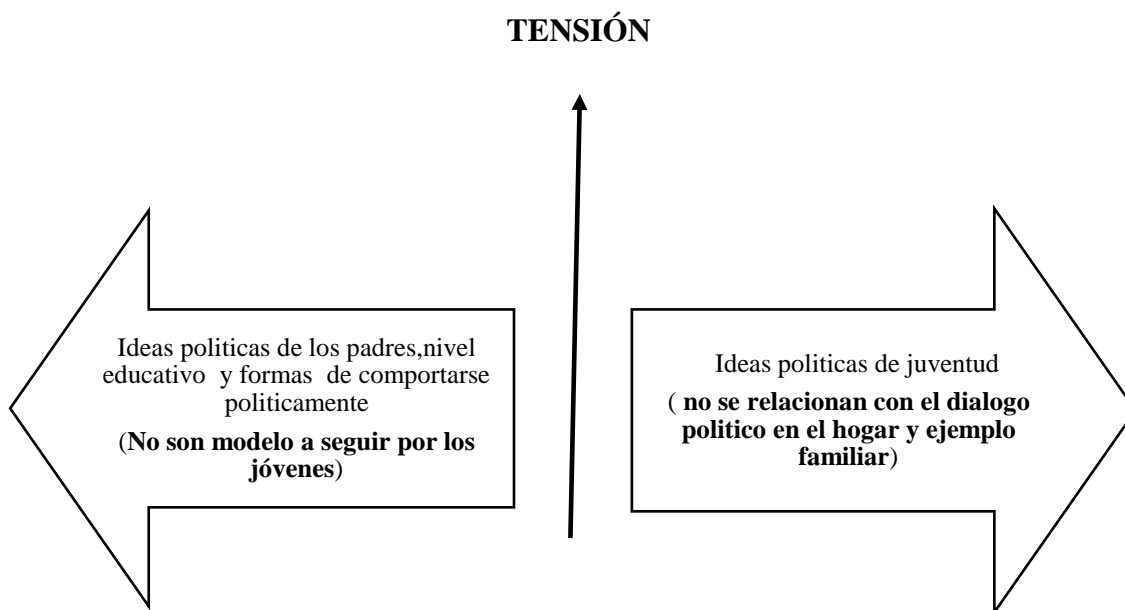 TENSIÓN
Ideas politicas de los padres,nivel
educativo y formas de comportarse
politicamente
(No son modelo a seguir por los
jóvenes)
Ideas politicas de juventud
( no se relacionan con el dialogo
politico en el hogar y ejemplo
familiar)